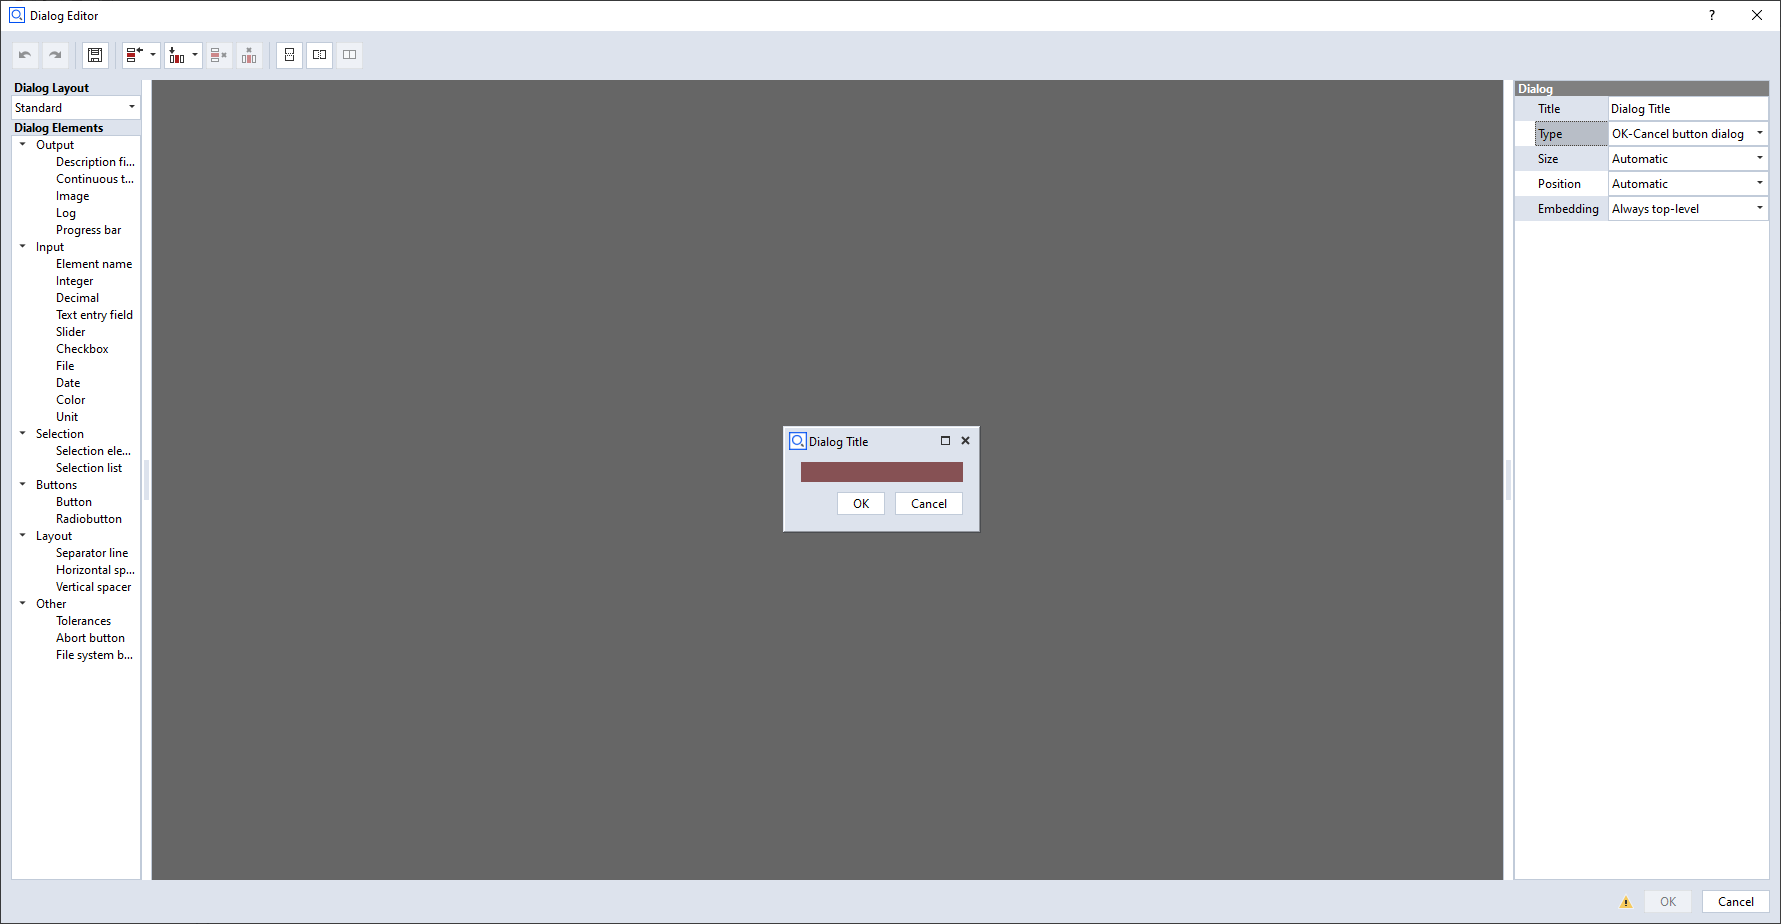 Dialog Editor
?
Dialog Layout
Standard
Dialog Elements
Output
Description fi...
Continuous t...
Image
Log
Progress bar
Input
Element name
Integer
Decimal
Text entry field
Slider
Checkbox
File
Date
Color
Unit
Selection
Selection ele...
Selection list
Buttons
Button
Radiobutton
Layout
Separator line
Horizontal sp...
Vertical spacer
Other
Tolerances
Abort button
File system b...
Dialog Title
OK Cancel
Dialog
Title Dialog Title
Type OK-Cancel button dialog
Size Automatic
Position Automatic
Embedding Always top-level
OK Cancel